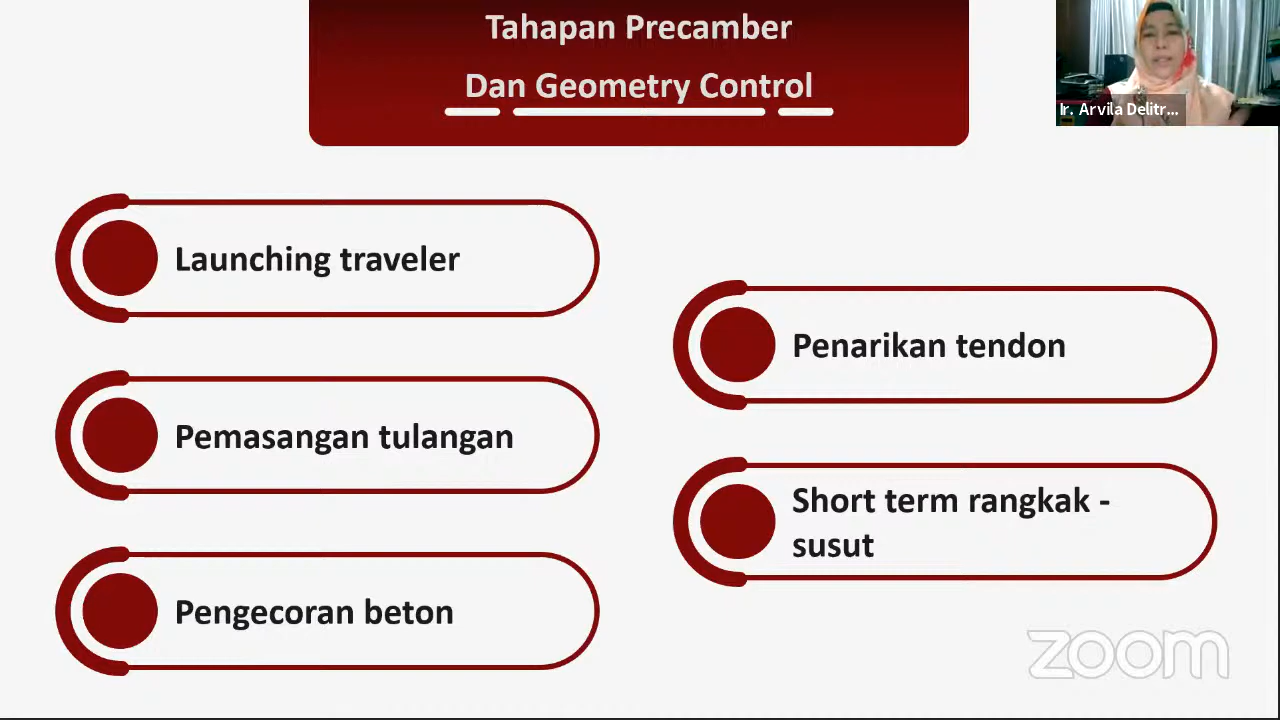 Tahapan Precamber
Dan Geometry Control
Ir. Arvila Delitr...
Launching traveler
Pemasangan tulangan
Pengecoran beton
Penarikan tendon
Short term rangkak -
susut
zoom